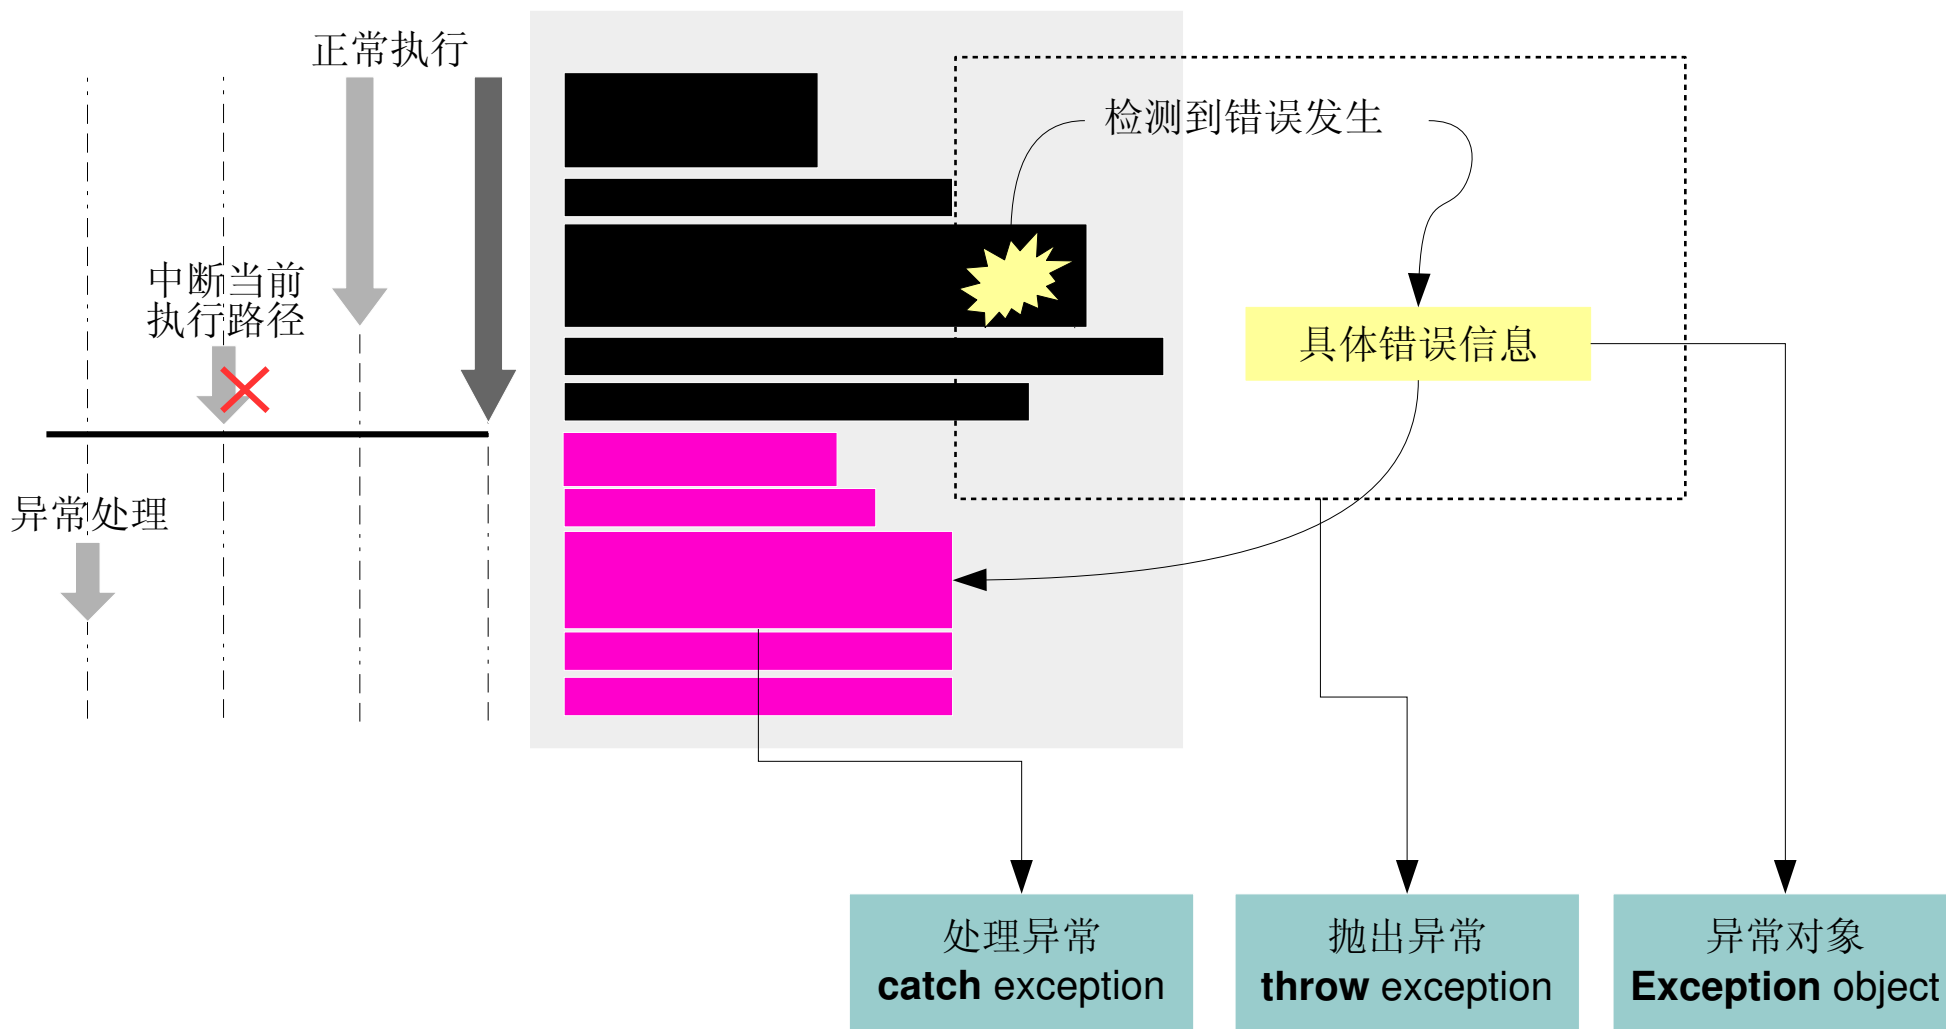 正常执行
检测到错误发生
中断当前
执行路径
具体错误信息
异常处理
处理异常
catch exception
抛出异常
throw exception
异常对象
Exception object